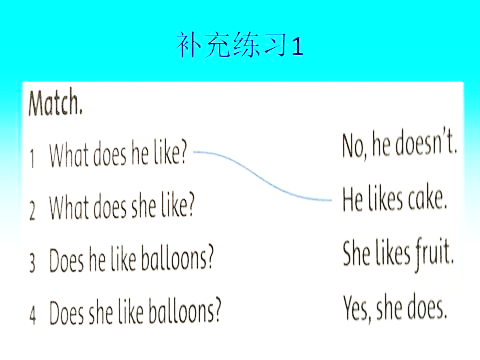 补充练习1
Match.
1 What does he like?
No, he doesn't.
2 What does she like?
He likes cake.
3 Does he like balloons?
She likes fruit.
4 Does she like balloons?
Yes, she does.